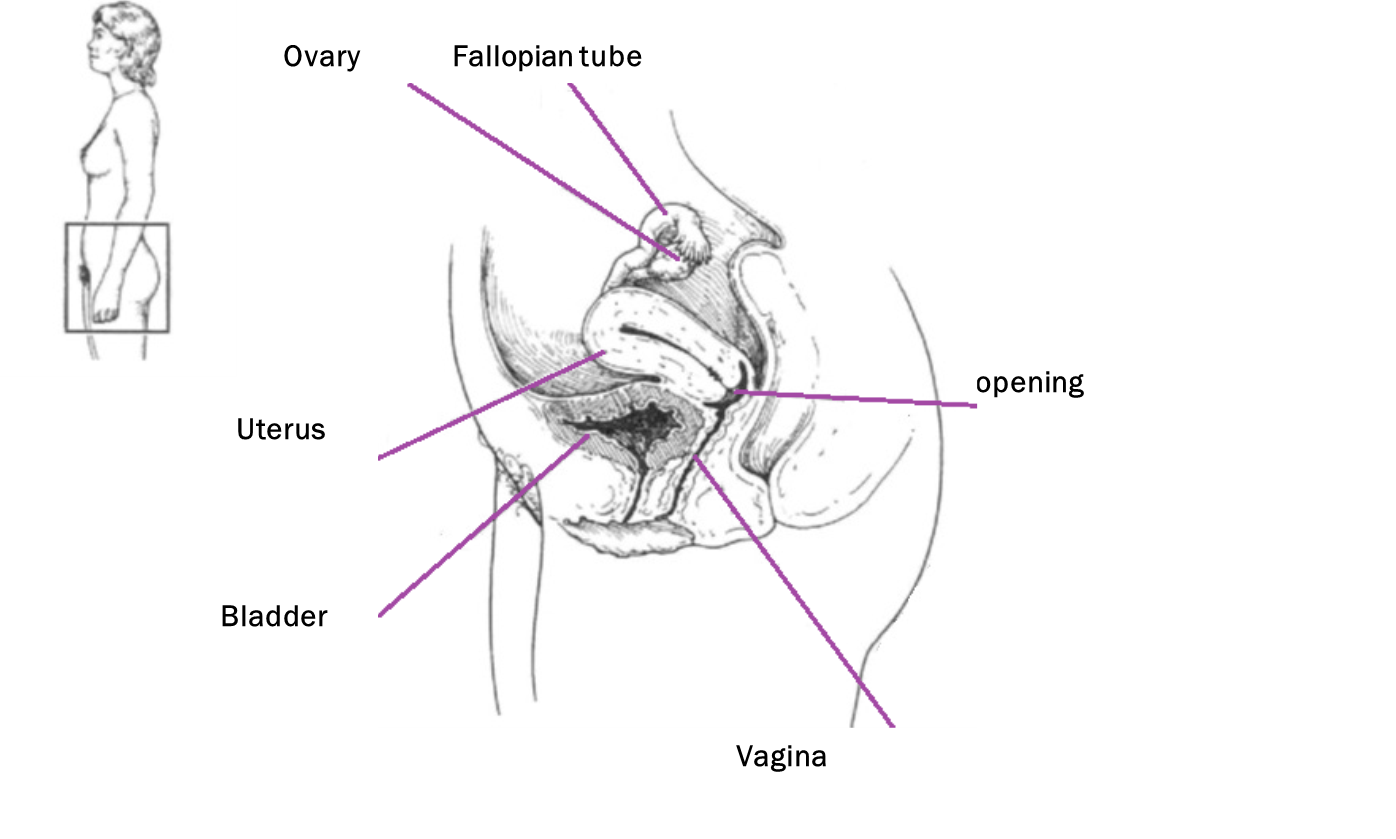 Ovary
Fallopian tube
opening
Uterus
Bladder
Vagina